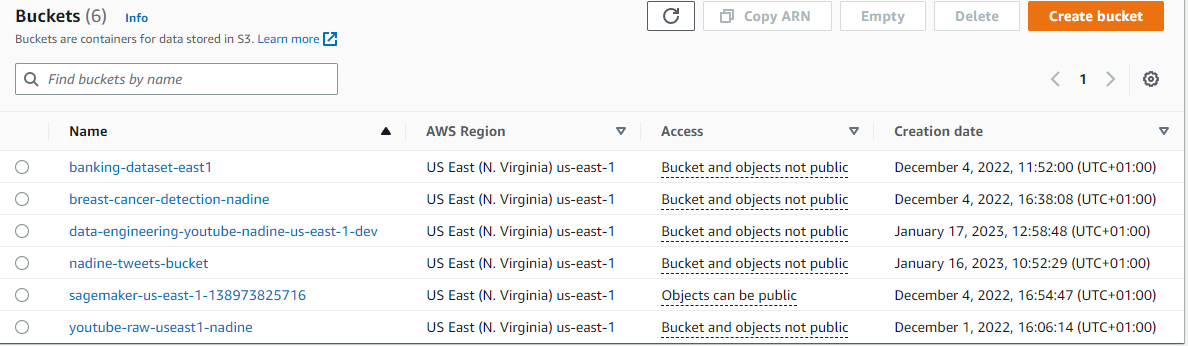 Buckets (6) Info
Copy ARN Empty Delete Create bucket
Buckets are containers for data stored in S3. Learn more
Find buckets by name
1
Name AWS Region Access Creation date
banking-dataset-east1 US East (N. Virginia) us-east-1 Bucket and objects not public December 4, 2022, 11:52:00 (UTC+01:00)
breast-cancer-detection-nadine US East (N. Virginia) us-east-1 Bucket and objects not public December 4, 2022, 16:38:08 (UTC+01:00)
data-engineering-youtube-nadine-us-east-1-dev US East (N. Virginia) us-east-1 Bucket and objects not public January 17, 2023, 12:58:48 (UTC+01:00)
nadine-tweets-bucket US East (N. Virginia) us-east-1 Bucket and objects not public January 16, 2023, 10:52:29 (UTC+01:00)
sagemaker-us-east-1-138973825716 US East (N. Virginia) us-east-1 Objects can be public December 4, 2022, 16:54:47 (UTC+01:00)
youtube-raw-useast1-nadine US East (N. Virginia) us-east-1 Bucket and objects not public December 1, 2022, 16:06:14 (UTC+01:00)